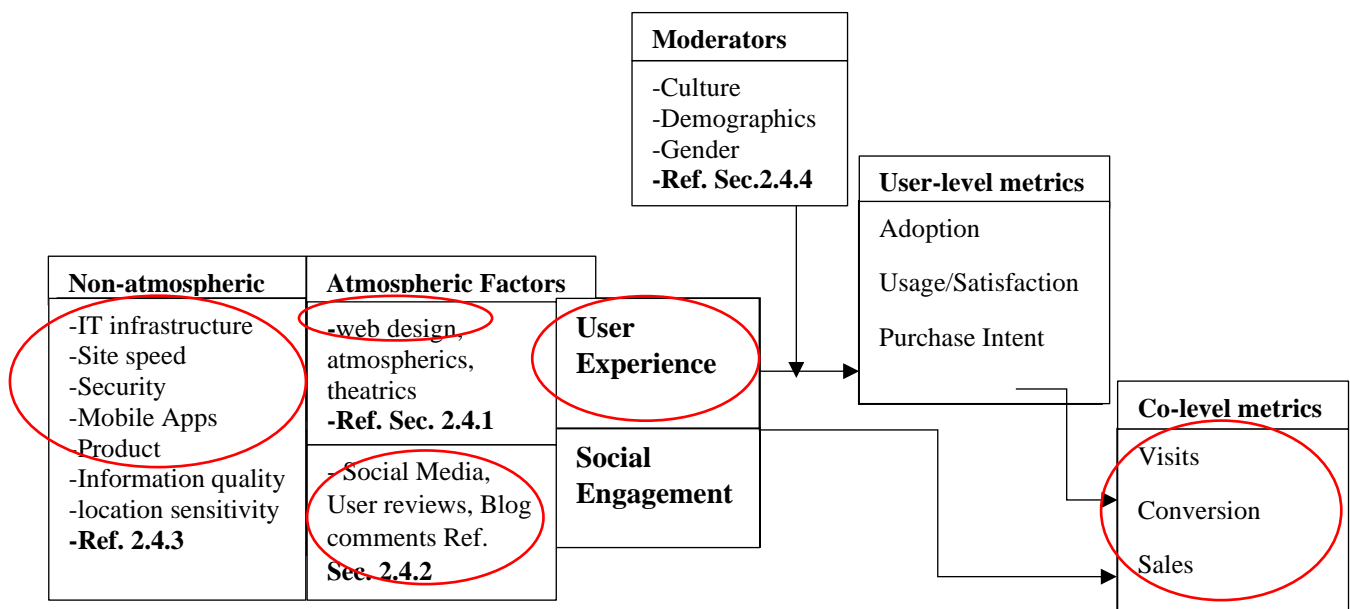 Moderators
-Culture
-Demographics
-Gender
-Ref. Sec.2.4.4
User-level metrics
Adoption
Usage/Satisfaction
Purchase Intent
Non-atmospheric
-IT infrastructure
-Site speed
-Security
-Mobile Apps
-Product
-Information quality
-location sensitivity
-Ref. 2.4.3
Atmospheric Factors
-web design,
atmospherics,
theatrics
-Ref. Sec. 2.4.1
- Social Media,
User reviews, Blog
comments Ref.
Sec. 2.4.2
User
Experience
Social
Engagement
Co-level metrics
Visits
Conversion
Sales